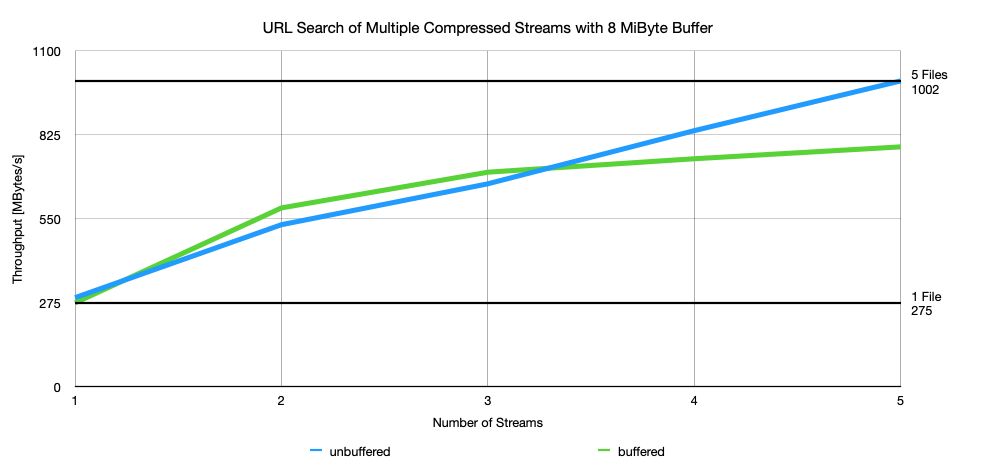 URL Search of Multiple Compressed Streams with 8 MiByte Buffer
1100
5 Files
1002
825
Throughput [MBytes/s]
550
1 File
275
275
0
1
2
3
4
5
Number of Streams
unbuffered
buffered